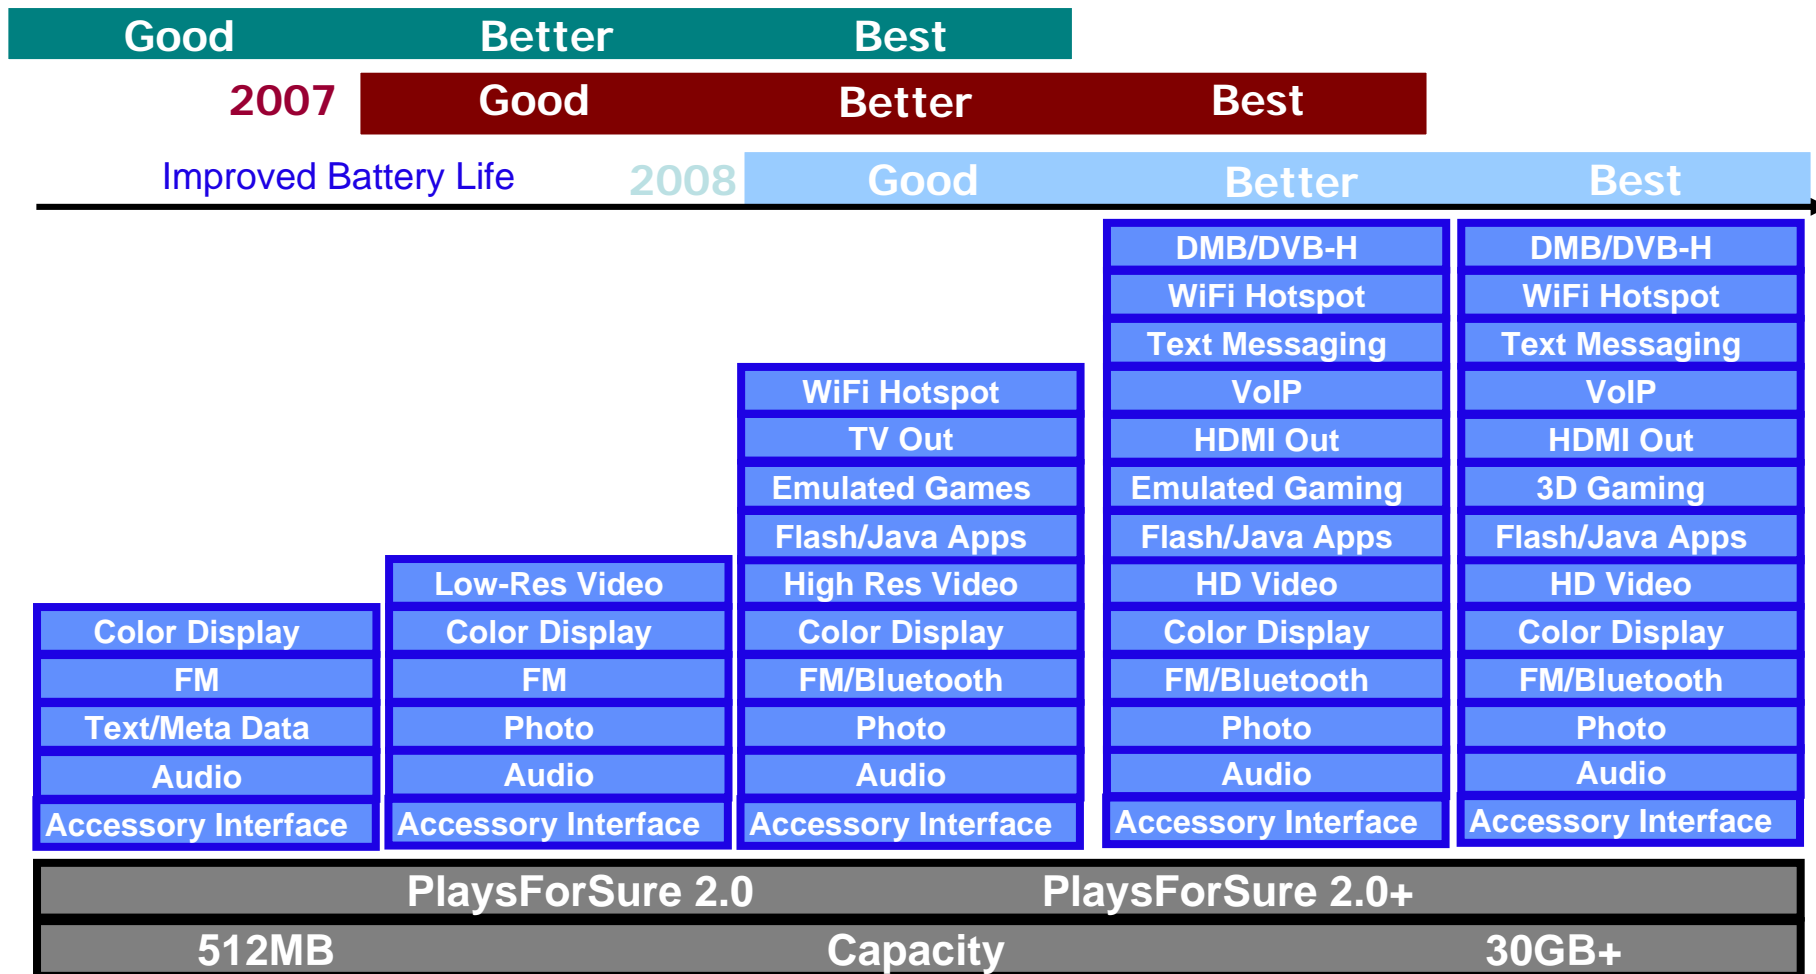 Good Better Best
2007 Good Better Best
Improved Battery Life 2008 Good Better Best
DMB/DVB-H DMB/DVB-H
WiFi Hotspot WiFi Hotspot
Text Messaging Text Messaging
WiFi Hotspot VoIP VoIP
TV Out HDMI Out HDMI Out
Emulated Games Emulated Gaming 3D Gaming
Flash/Java Apps Flash/Java Apps Flash/Java Apps
Low-Res Video High Res Video HD Video HD Video
Color Display Color Display Color Display Color Display Color Display
FM FM FM/Bluetooth FM/Bluetooth FM/Bluetooth
Text/Meta Data Photo Photo Photo Photo
Audio Audio Audio Audio Audio
Accessory Interface Accessory Interface Accessory Interface Accessory Interface Accessory Interface
PlaysForSure 2.0 PlaysForSure 2.0+
512MB Capacity 30GB+